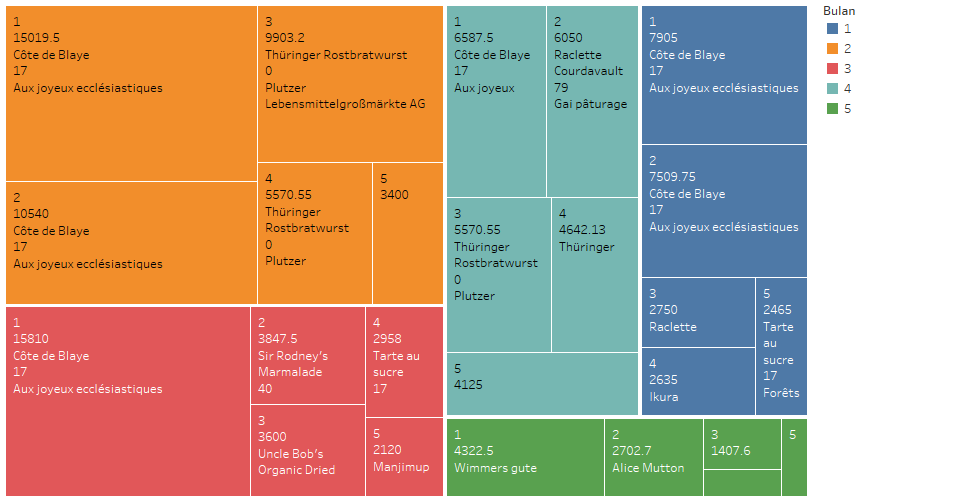 1
15019.5
Côte de Blaye
17
Aux joyeux ecclésiastiques
2
10540
Côte de Blaye
17
Aux joyeux ecclésiastiques
3
9903.2
Thüringer Rostbratwurst
0
Plutzer
Lebensmittelgroßmärkte AG
4
5570.55
Thüringer
Rostbratwurst
0
Plutzer
5
3400
1
15810
Côte de Blaye
17
Aux joyeux ecclésiastiques
2
3847.5
Sir Rodney's
Marmalade
40
3
3600
Uncle Bob's
Organic Dried
4
2958
Tarte au
sucre
17
5
2120
Manjimup
1
6587.5
Côte de Blaye
17
Aux joyeux
2
6050
Raclette
Courdavault
79
Gai pâturage
3
5570.55
Thüringer
Rostbratwurst
0
Plutzer
4
4642.13
Thüringer
5
4125
1
7905
Côte de Blaye
17
Aux joyeux ecclésiastiques
2
7509.75
Côte de Blaye
17
Aux joyeux ecclésiastiques
3
2750
Raclette
4
2635
Ikura
5
2465
Tarte
au
sucre
17
Forêts
1
4322.5
Wimmers gute
2
2702.7
Alice Mutton
3
1407.6
5
Bulan
1
2
3
4
5